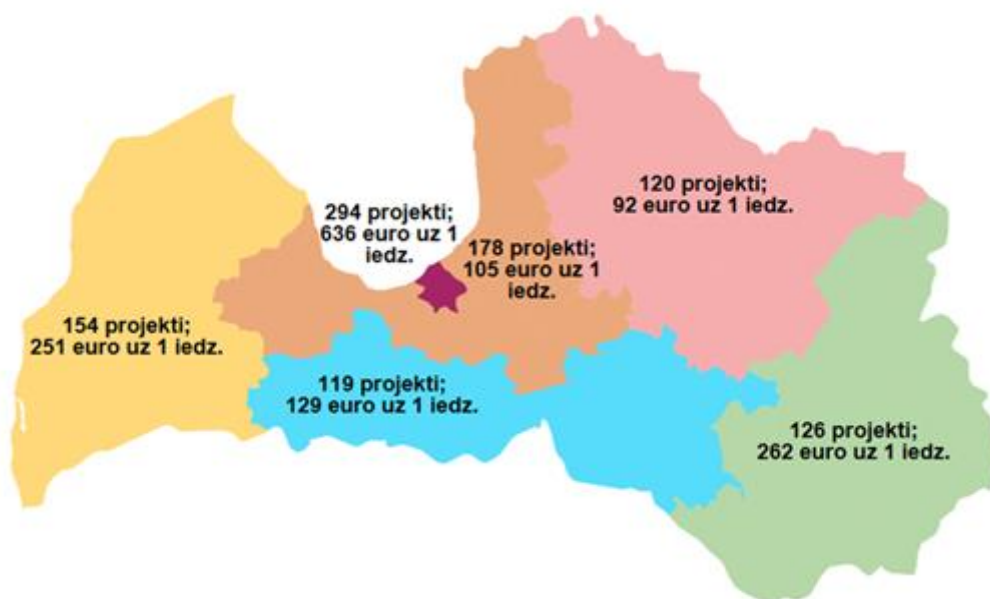 120 projekti;
92 euro uz 1 iedz.
294 projekti;
636 euro uz 1
iedz.
178 projekti;
105 euro uz 1
iedz.
154 projekti;
251 euro uz 1 iedz.
119 projekti;
129 euro uz 1 iedz.
126 projekti;
262 euro uz 1 iedz.